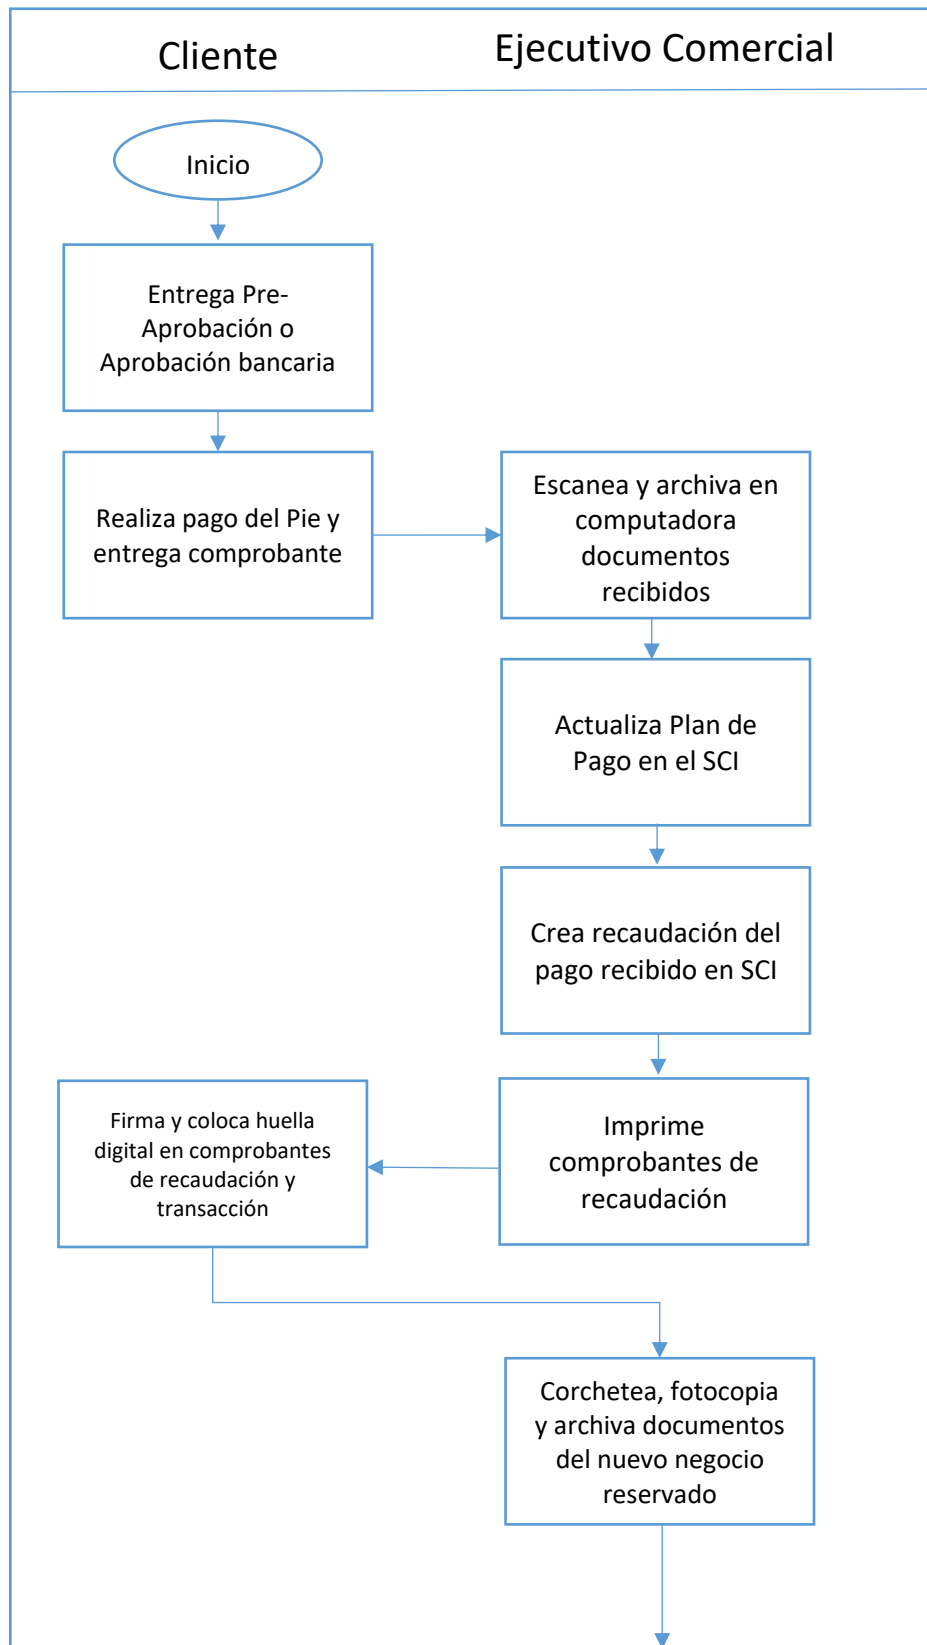 Cliente
Ejecutivo Comercial
Inicio
Entrega Pre-
Aprobación o
Aprobación bancaria
Realiza pago del Pie y
entrega comprobante
Escanea y archiva en
computadora
documentos
recibidos
Actualiza Plan de
Pago en el SCI
Crea recaudación del
pago recibido en SCI
Imprime
comprobantes de
recaudación
Firma y coloca huella
digital en comprobantes
de recaudación y
transacción
Corchetea, fotocopia
y archiva documentos
del nuevo negocio
reservado